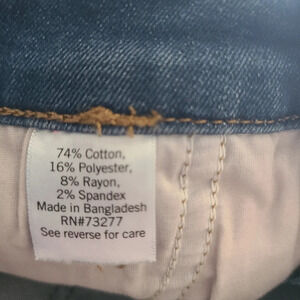 74% Cotton,
16% Polyester,
8% Rayon,
2% Spandex
Made in Bangladesh
RN#73277
See reverse for care